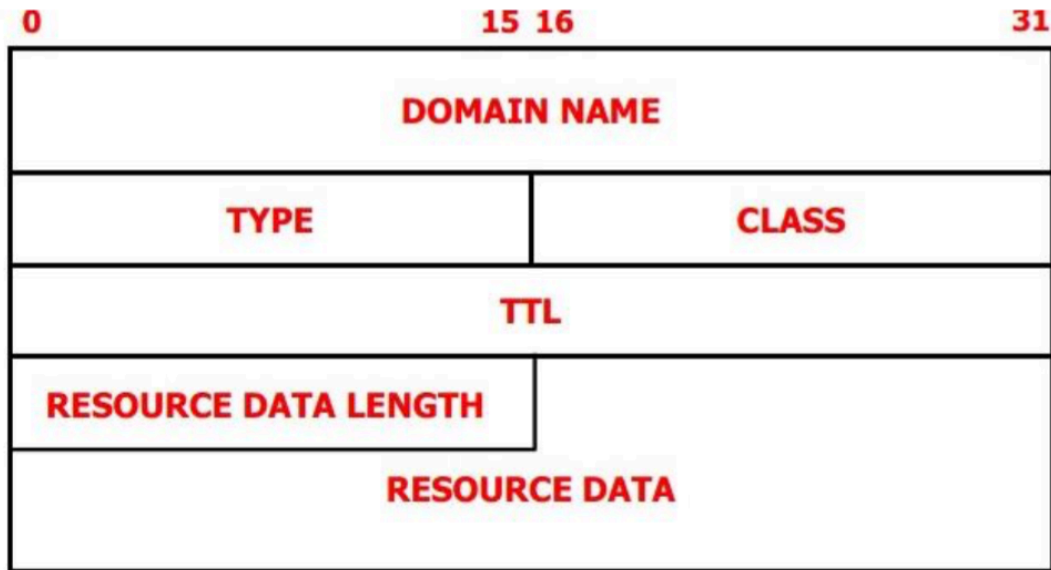 0 15 16 31
DOMAIN NAME
TYPE CLASS
TTL
RESOURCE DATA LENGTH
RESOURCE DATA